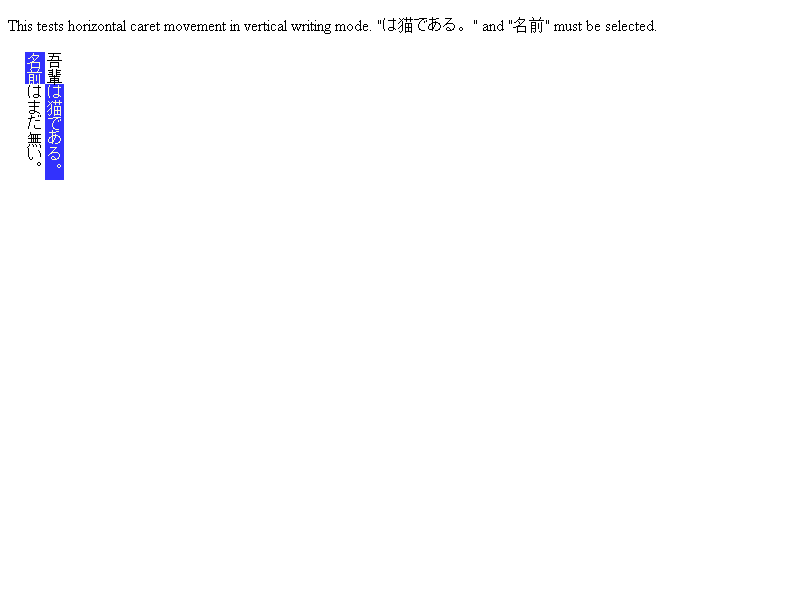 This tests horizontal caret movement in vertical writing mode. "は猫である。" and "名前" must be selected.
吾輩は猫である。
名前はまだ無い。